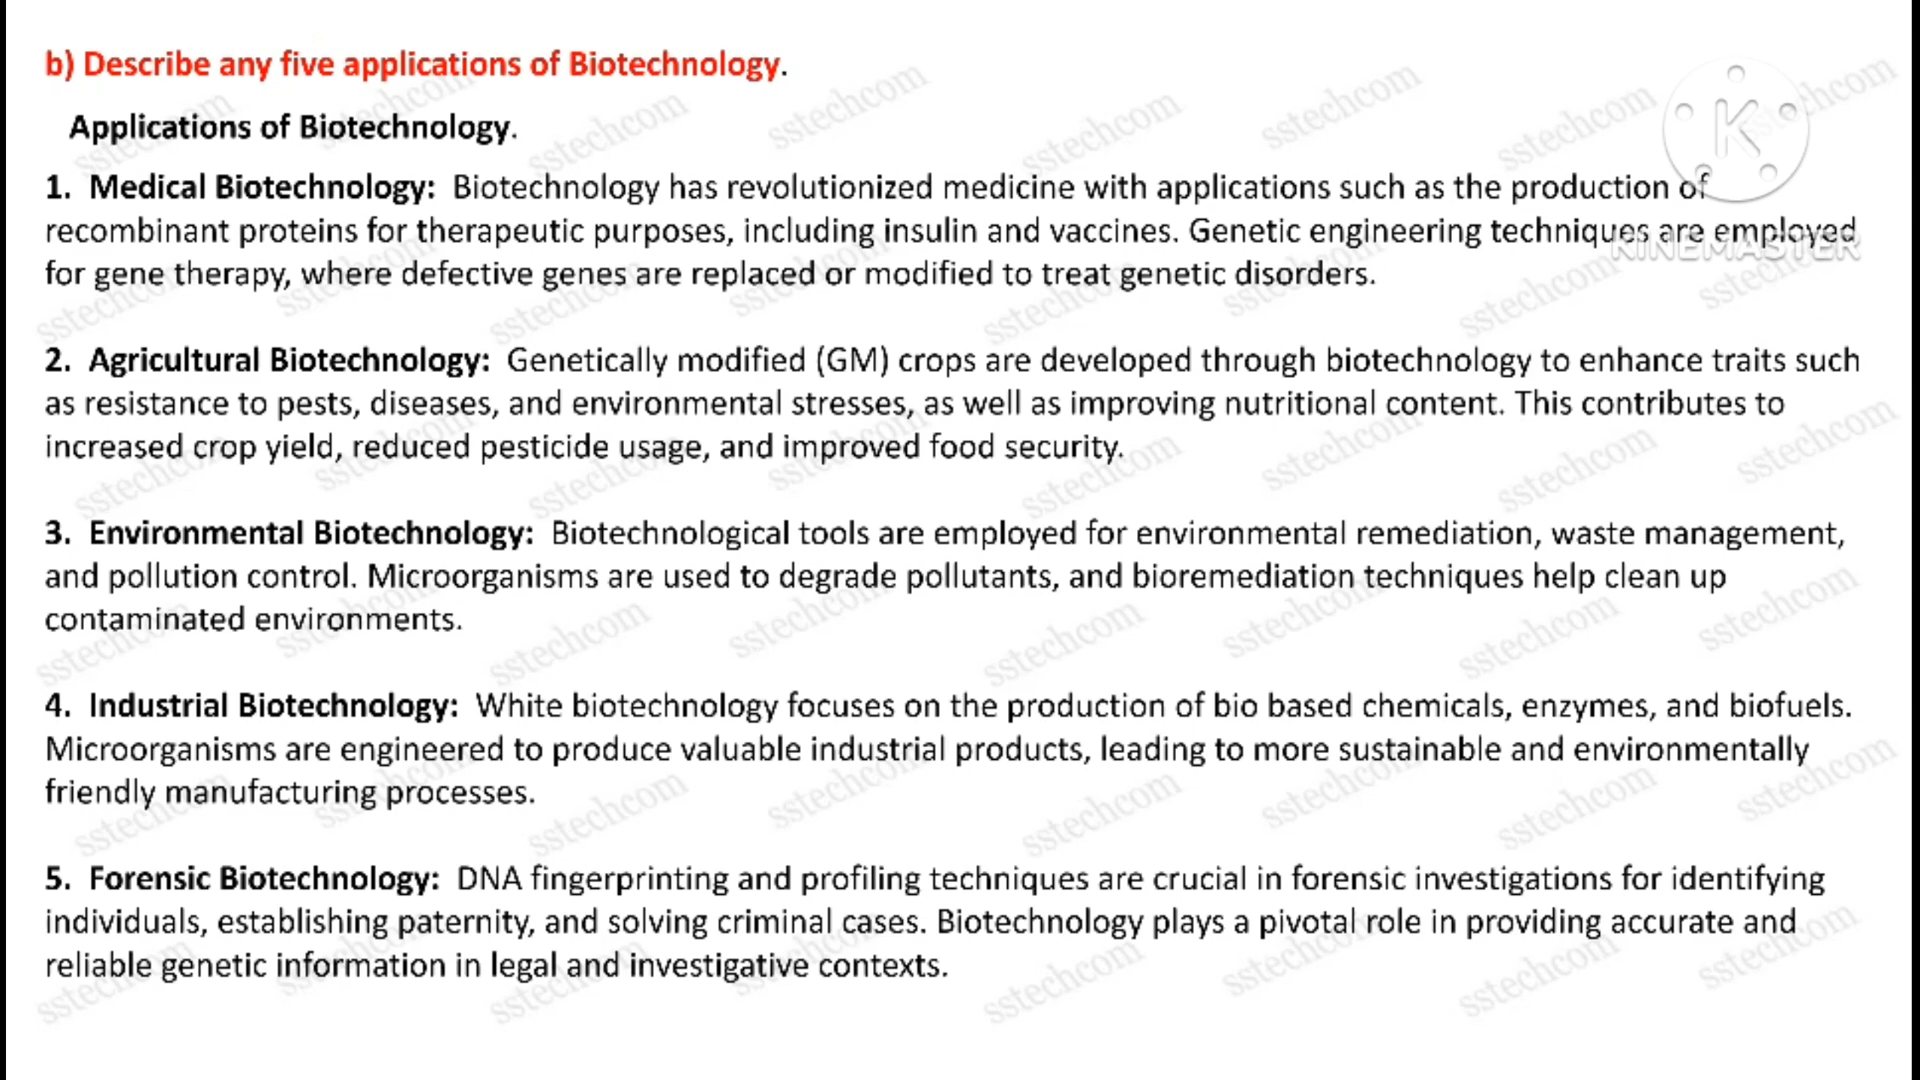 b) Describe any five applications of Biotechnology.
Applications of Biotechnology.
1. Medical Biotechnology: Biotechnology has revolutionized medicine with applications such as the production of
recombinant proteins for therapeutic purposes, including insulin and vaccines. Genetic engineering techniques are employed
for gene therapy, where defective genes are replaced or modified to treat genetic disorders.
2. Agricultural Biotechnology: Genetically modified (GM) crops are developed through biotechnology to enhance traits such
as resistance to pests, diseases, and environmental stresses, as well as improving nutritional content. This contributes to
increased crop yield, reduced pesticide usage, and improved food security.
3. Environmental Biotechnology: Biotechnological tools are employed for environmental remediation, waste management,
and pollution control. Microorganisms are used to degrade pollutants, and bioremediation techniques help clean up
contaminated environments.
4. Industrial Biotechnology: White biotechnology focuses on the production of bio based chemicals, enzymes, and biofuels.
Microorganisms are engineered to produce valuable industrial products, leading to more sustainable and environmentally
friendly manufacturing processes.
5. Forensic Biotechnology: DNA fingerprinting and profiling techniques are crucial in forensic investigations for identifying
individuals, establishing paternity, and solving criminal cases. Biotechnology plays a pivotal role in providing accurate and
reliable genetic information in legal and investigative contexts.
K
KINEMASTER
sstechcom